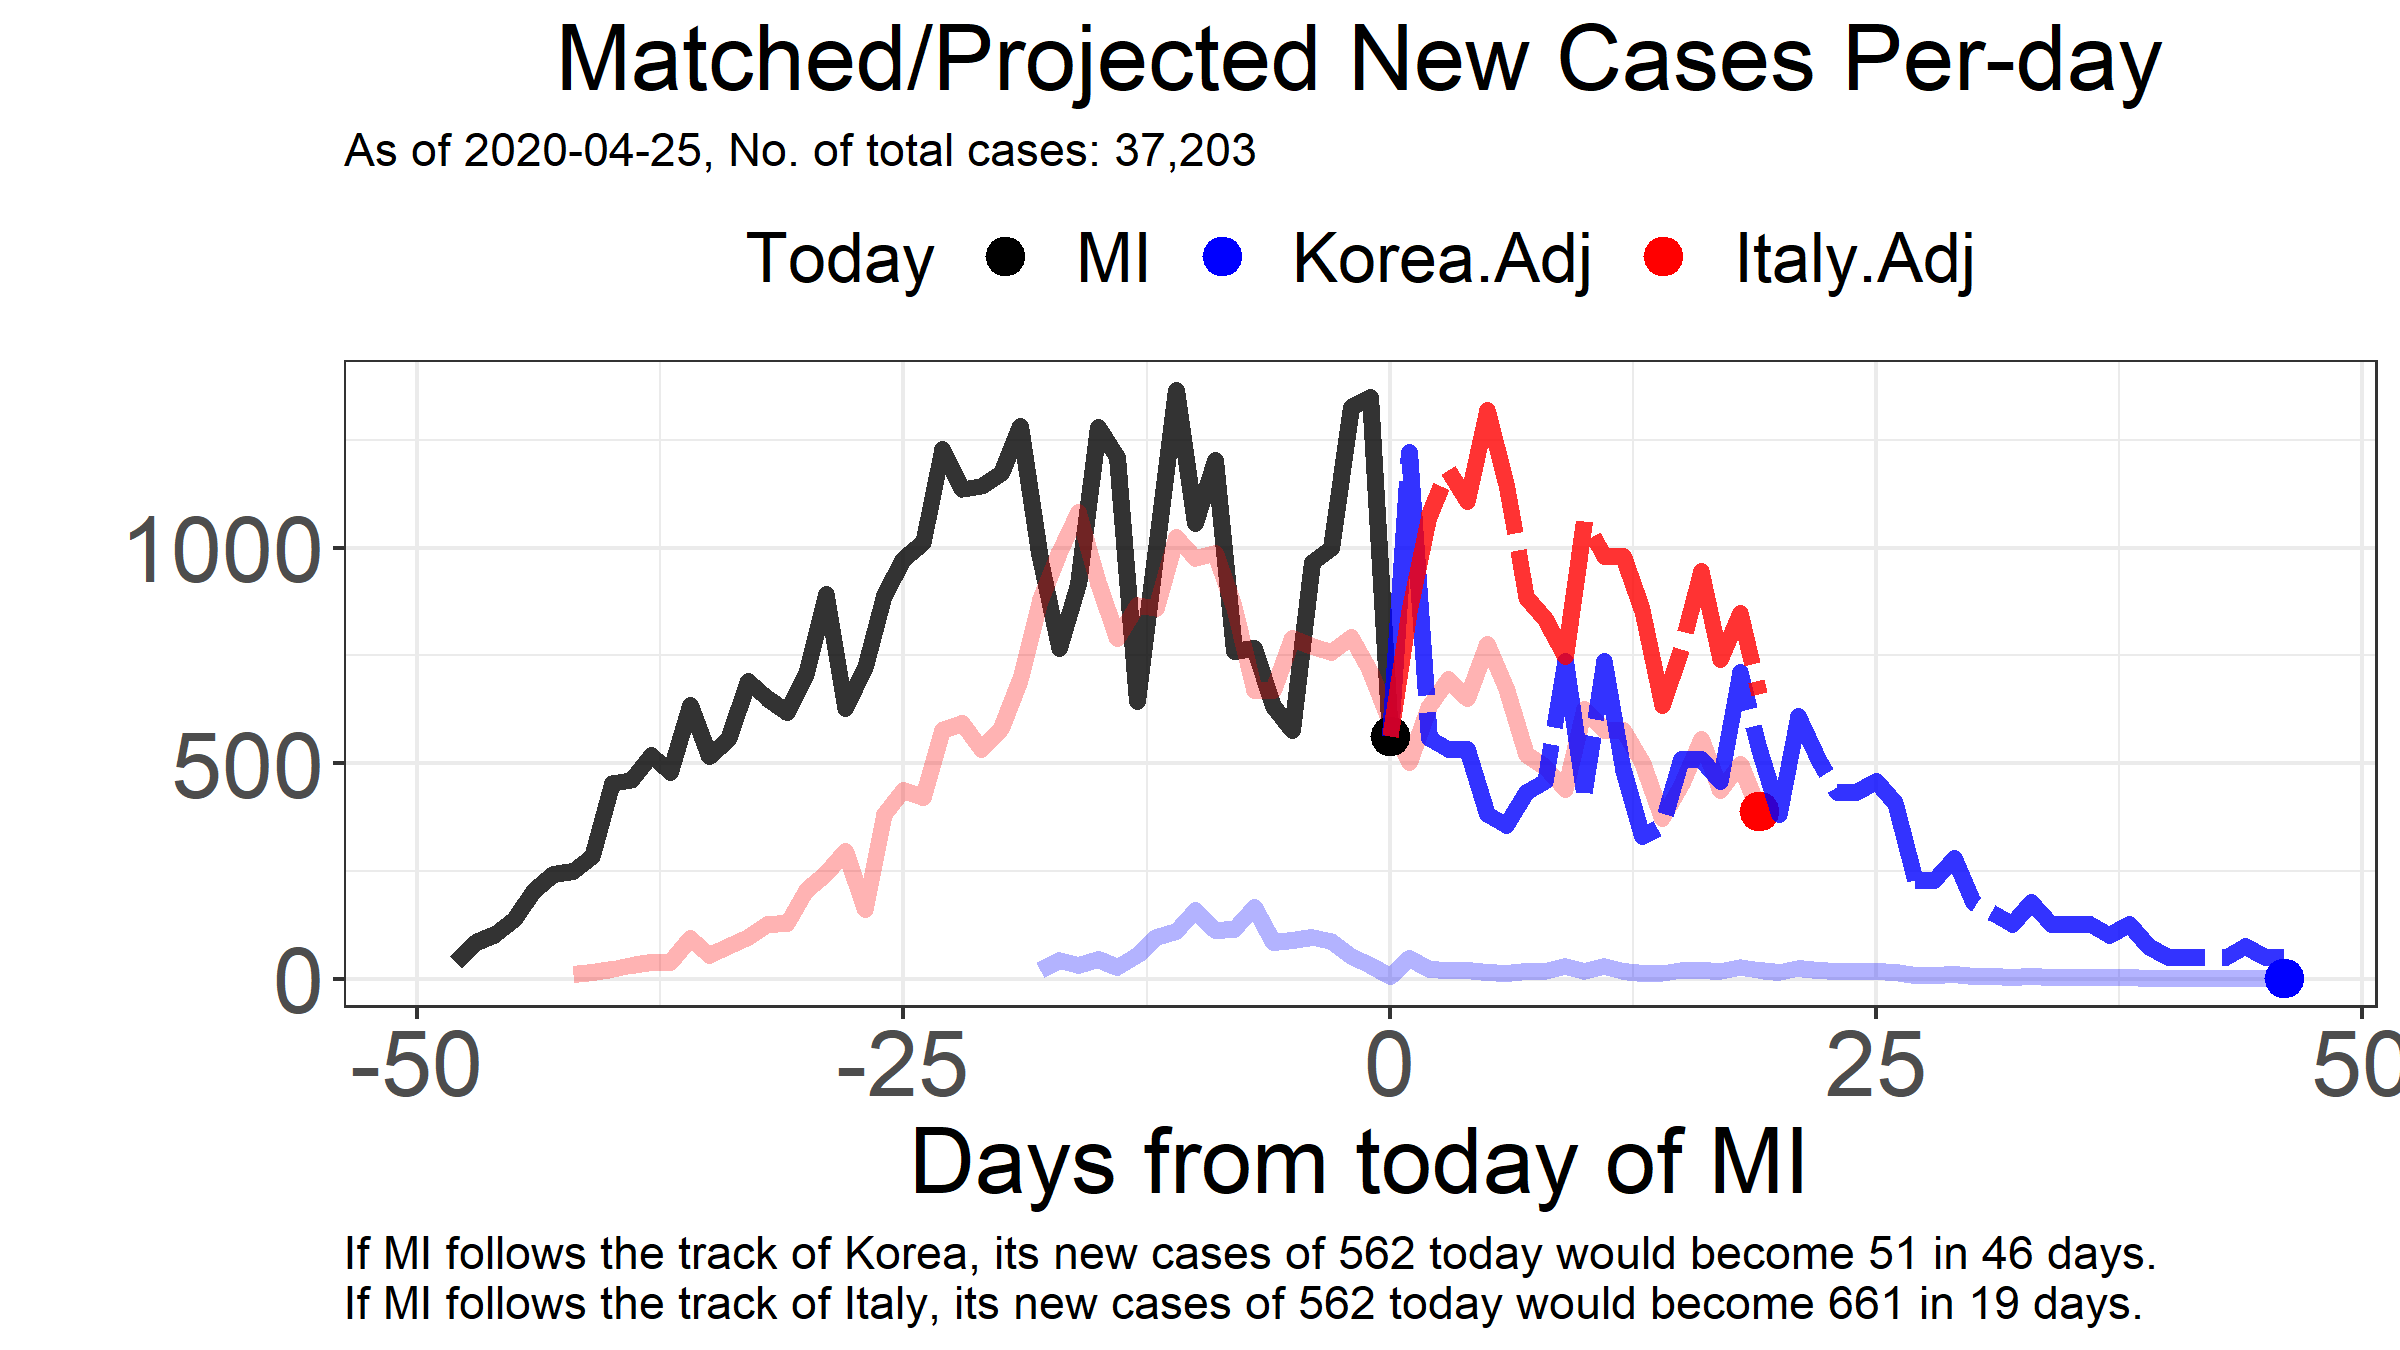 Matched/Projected New Cases Per-day
As of 2020-04-25, No. of total cases: 37,203
Today MI Korea.Adj Italy.Adj
1000
500
0
-50 -25 0 25 50
Days from today of MI
If MI follows the track of Korea, its new cases of 562 today would become 51 in 46 days.
If MI follows the track of Italy, its new cases of 562 today would become 661 in 19 days.